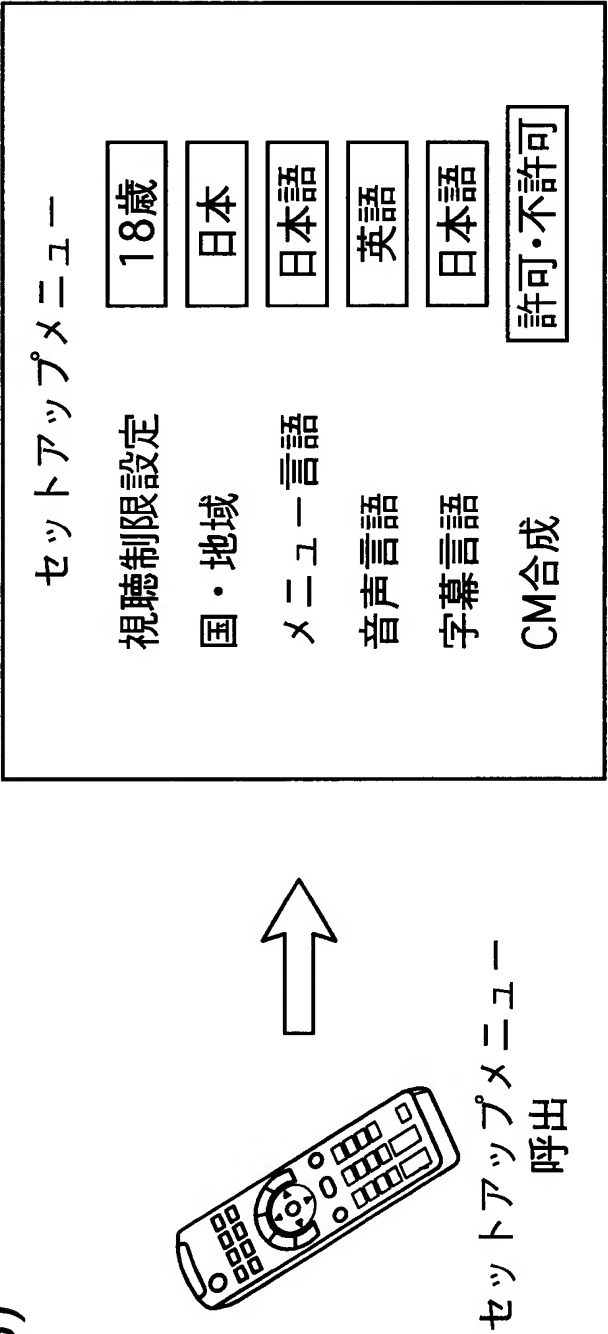 セットアップメニュー
呼出
セットアップメニュー
視聴制限設定 18歳
国・地域 日本
メニュー言語 日本語
音声言語 英語
字幕言語 日本語
CM合成 許可・不許可